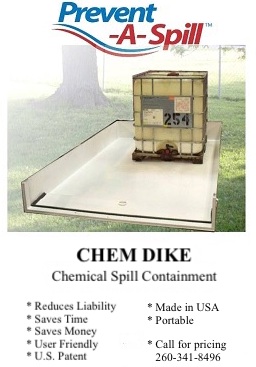 Prevent
-A-Spill™
254
CHEM DIKE
Chemical Spill Containment
* Reduces Liability
* Saves Time
* Saves Money
* User Friendly
* U.S. Patent
* Made in USA
* Portable
* Call for pricing
260-341-8496